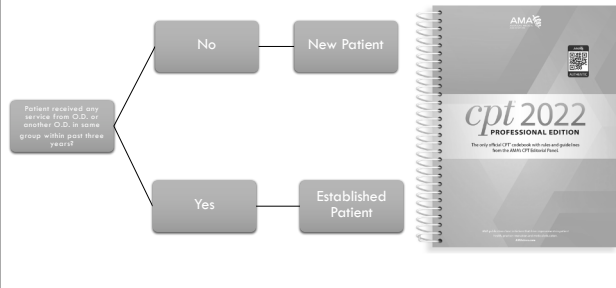 Patient received any
service from O.D. or
another O.D. in same
group within past three
years?
No
New Patient
Yes
Established
Patient
AMA
cpt® 2022
PROFESSIONAL EDITION
The only official CPT® codebook with rules and guidelines
from the AMA's CPT Editorial Panel.